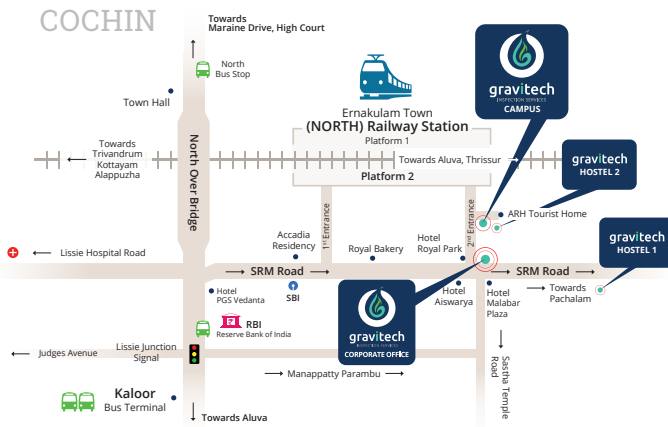 COCHIN
Towards
Maraine Drive, High Court
North
Bus Stop
Town Hall
gravitech
INSPECTION SERVICES
CAMPUS
Ernakulam Town
(NORTH) Railway Station
Platform 1
Towards
Trivandrum
Kottayam
Alappuzha
North Over Bridge
Towards Aluva, Thrissur
Platform 2
gravitech
HOSTEL 2
1st Entrance
2nd Entrance
ARH Tourist Home
gravitech
HOSTEL 1
Lissie Hospital Road
Accadia
Residency
Royal Bakery
Hotel
Royal Park
SRM Road
SRM Road
Hotel
PGS Vedanta
SBI
gravitech
INSPECTION SERVICES
CORPORATE OFFICE
Hotel
Aiswarya
Hotel
Malabar
Plaza
Towards
Pachalam
RBI
Reserve Bank of India
Judges Avenue
Lissie Junction
Signal
Manappatty Parambu
Sastha Temple
Road
Kaloor
Bus Terminal
Towards Aluva